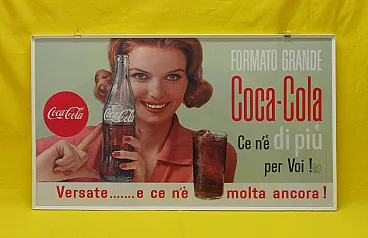 FORMATO GRANDE
Coca-Cola
Ce n'è di più
per Voi !
Coca-Cola
Coca-Cola
Versate.......e ce n'è molta ancora !